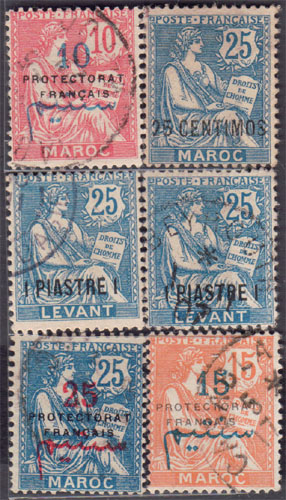 POSTE FRANÇAISE
10 10
PROTECTORAT
FRANÇAIS
MAROC
POSTE FRANÇAISE
25
DROITS
DE
L'HOMME
25 CENTIMOS
MAROC
POSTE FRANÇAISE
25
DROITS
DE
L'HOMME
1 PIASTRE 1
LEVANT
POSTE FRANÇAISE
25
DROITS
DE
L'HOMME
1 PIASTRE 1
LEVANT
POSTE FRANÇAISE
25 25
PROTECTORAT
FRANÇAIS
MAROC
POSTE FRANÇAISE
15 15
PROTECTORAT
FRANÇAIS
MAROC